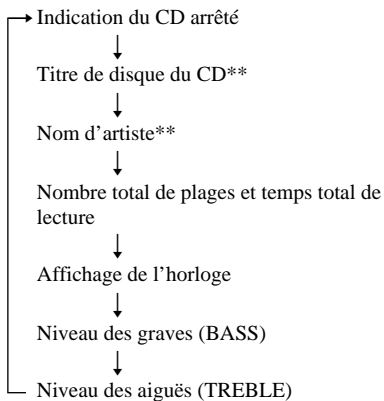 Indication du CD arrêté
Titre de disque du CD**
Nom d'artiste**
Nombre total de plages et temps total de
lecture
Affichage de l'horloge
Niveau des graves (BASS)
Niveau des aiguës (TREBLE)